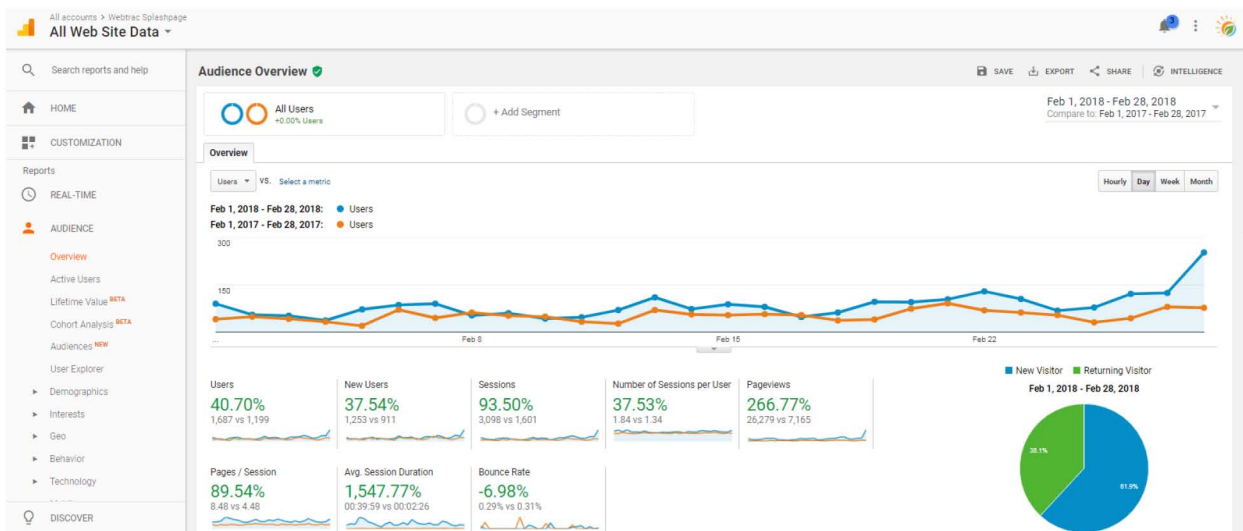 All accounts > Webtrac Splashpage
All Web Site Data
3
Search reports and help
HOME
CUSTOMIZATION
Reports
REAL-TIME
AUDIENCE
Overview
Active Users
Lifetime Value BETA
Cohort Analysis BETA
Audiences NEW
User Explorer
Demographics
Interests
Geo
Behavior
Technology
DISCOVER
Audience Overview
SAVE EXPORT SHARE INTELLIGENCE
All Users
+0.00% Users
+ Add Segment
Feb 1, 2018 - Feb 28, 2018
Compare to: Feb 1, 2017 - Feb 28, 2017
Overview
Users VS. Select a metric
Hourly Day Week Month
Feb 1, 2018 - Feb 28, 2018: Users
Feb 1, 2017 - Feb 28, 2017: Users
300
150
... Feb 8 Feb 15 Feb 22
Users
40.70%
1,687 vs 1,199
New Users
37.54%
1,253 vs 911
Sessions
93.50%
3,098 vs 1,601
Number of Sessions per User
37.53%
1.84 vs 1.34
Pageviews
266.77%
26,279 vs 7,165
Pages / Session
89.54%
8.48 vs 4.48
Avg. Session Duration
1,547.77%
00:39:59 vs 00:02:26
Bounce Rate
-6.98%
0.29% vs 0.31%
New Visitor Returning Visitor
Feb 1, 2018 - Feb 28, 2018
38.1%
61.9%